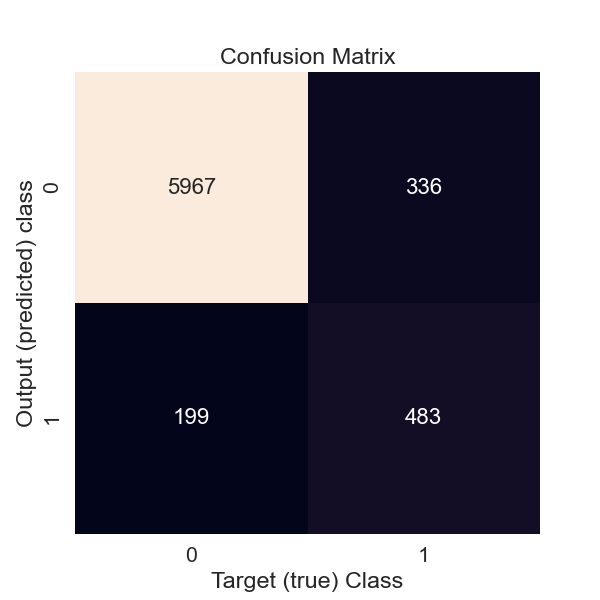 Confusion Matrix
Output (predicted) class
0
5967
336
1
199
483
0
1
Target (true) Class